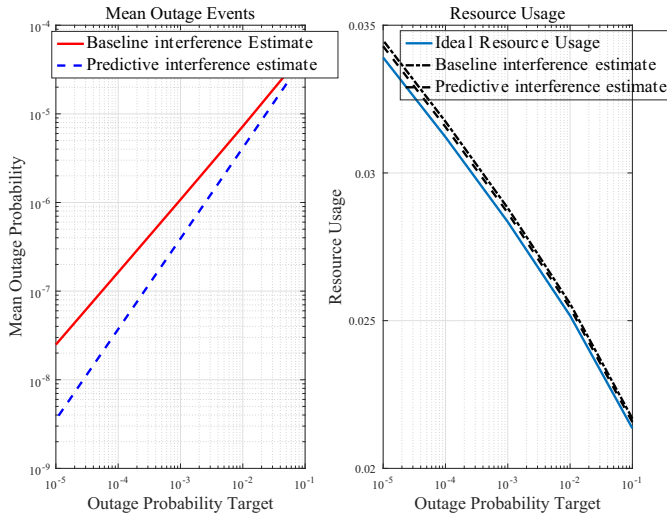 Mean Outage Events
Baseline interference Estimate
Predictive interference estimate
10^-4
10^-5
10^-6
10^-7
10^-8
10^-9
Mean Outage Probability
10^-5
10^-4
10^-3
10^-2
10^-1
Outage Probability Target
Resource Usage
Ideal Resource Usage
Baseline interference estimate
Predictive interference estimate
0.035
0.03
0.025
0.02
Resource Usage
10^-5
10^-4
10^-3
10^-2
10^-1
Outage Probability Target